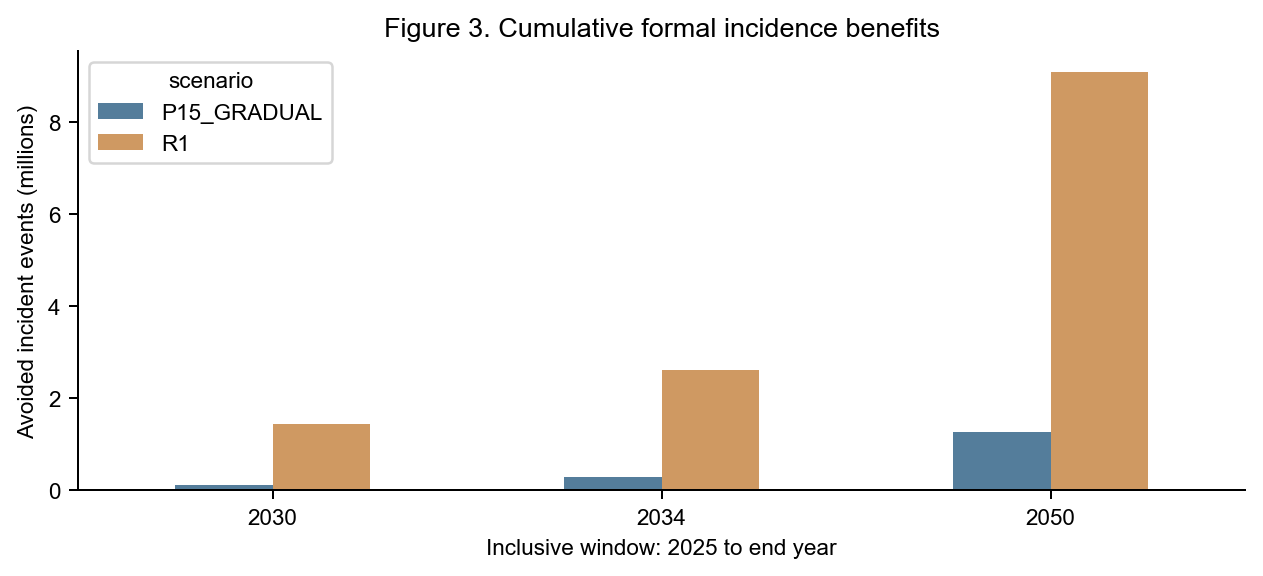 Figure 3. Cumulative formal incidence benefits
scenario
P15_GRADUAL
R1
Avoided incident events (millions)
8
6
4
2
0
2030
2034
2050
Inclusive window: 2025 to end year